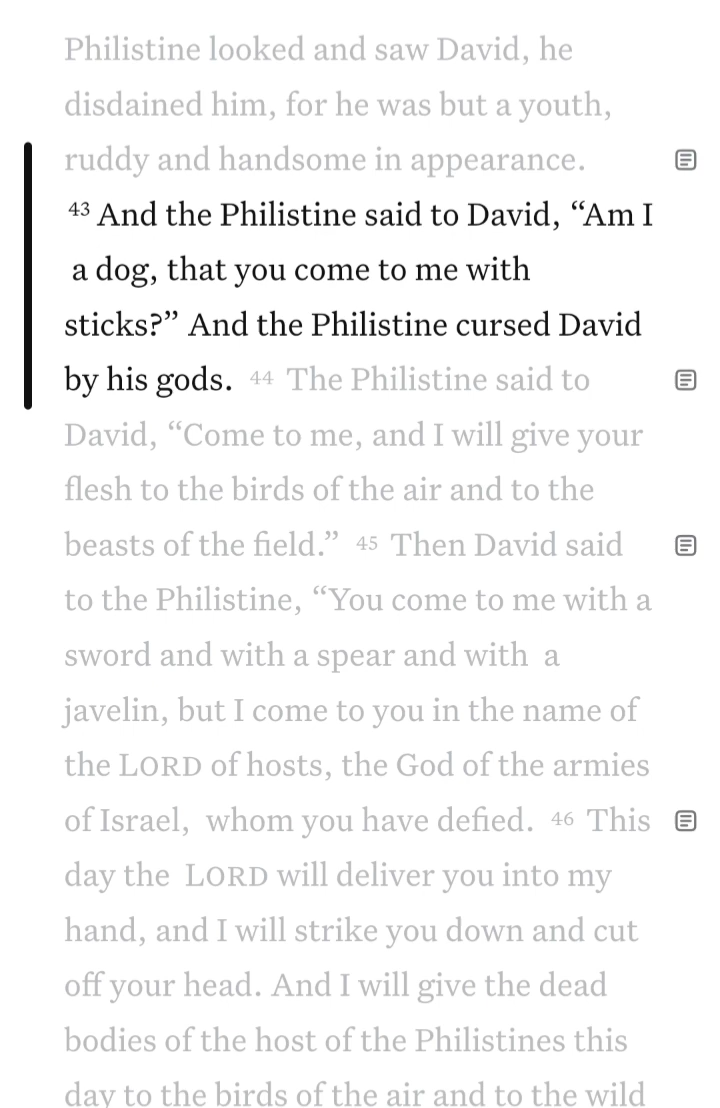 Philistine looked and saw David, he
disdained him, for he was but a youth,
ruddy and handsome in appearance.
43 And the Philistine said to David, “Am I
a dog, that you come to me with
sticks?” And the Philistine cursed David
by his gods. 44 The Philistine said to
David, “Come to me, and I will give your
flesh to the birds of the air and to the
beasts of the field.” 45 Then David said
to the Philistine, “You come to me with a
sword and with a spear and with a
javelin, but I come to you in the name of
the LORD of hosts, the God of the armies
of Israel, whom you have defied. 46 This
day the LORD will deliver you into my
hand, and I will strike you down and cut
off your head. And I will give the dead
bodies of the host of the Philistines this
day to the birds of the air and to the wild